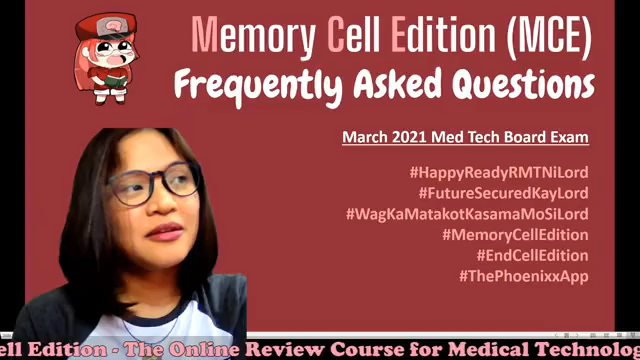 Memory Cell Edition (MCE)
Frequently Asked Questions
March 2021 Med Tech Board Exam
#HappyReadyRMTNiLord
#FutureSecuredKayLord
#WagKaMatakotKasamaMoSiLord
#MemoryCellEdition
#EndCellEdition
#ThePhoenixxApp
ell Edition - The Online Review Course for Medical Technolo